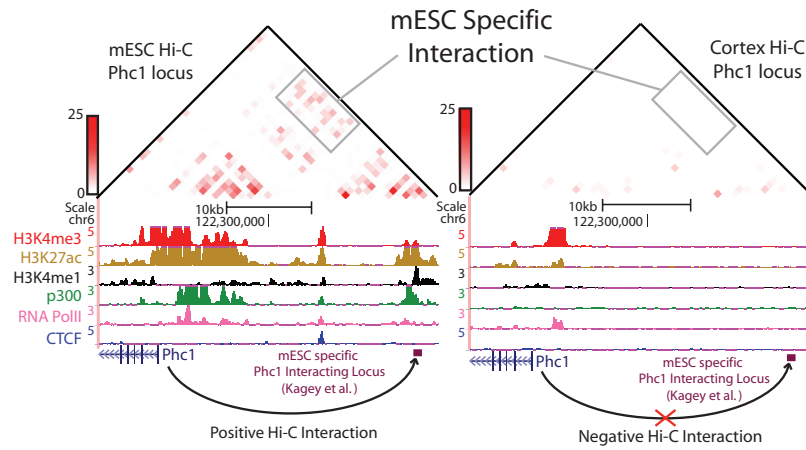 mESC Specific
Interaction
mESC Hi-C
Phc1 locus
Cortex Hi-C
Phc1 locus
25
0
25
0
Scale
chr6
10kb
122,300,000
Scale
chr6
10kb
122,300,000
H3K4me3
5
H3K27ac
5
H3K4me1
3
p300
3
RNA PolII
3
CTCF
5
5
5
3
3
3
5
Phc1
mESC specific
Phc1 Interacting Locus
(Kagey et al.)
Positive Hi-C Interaction
Phc1
mESC specific
Phc1 Interacting Locus
(Kagey et al.)
Negative Hi-C Interaction